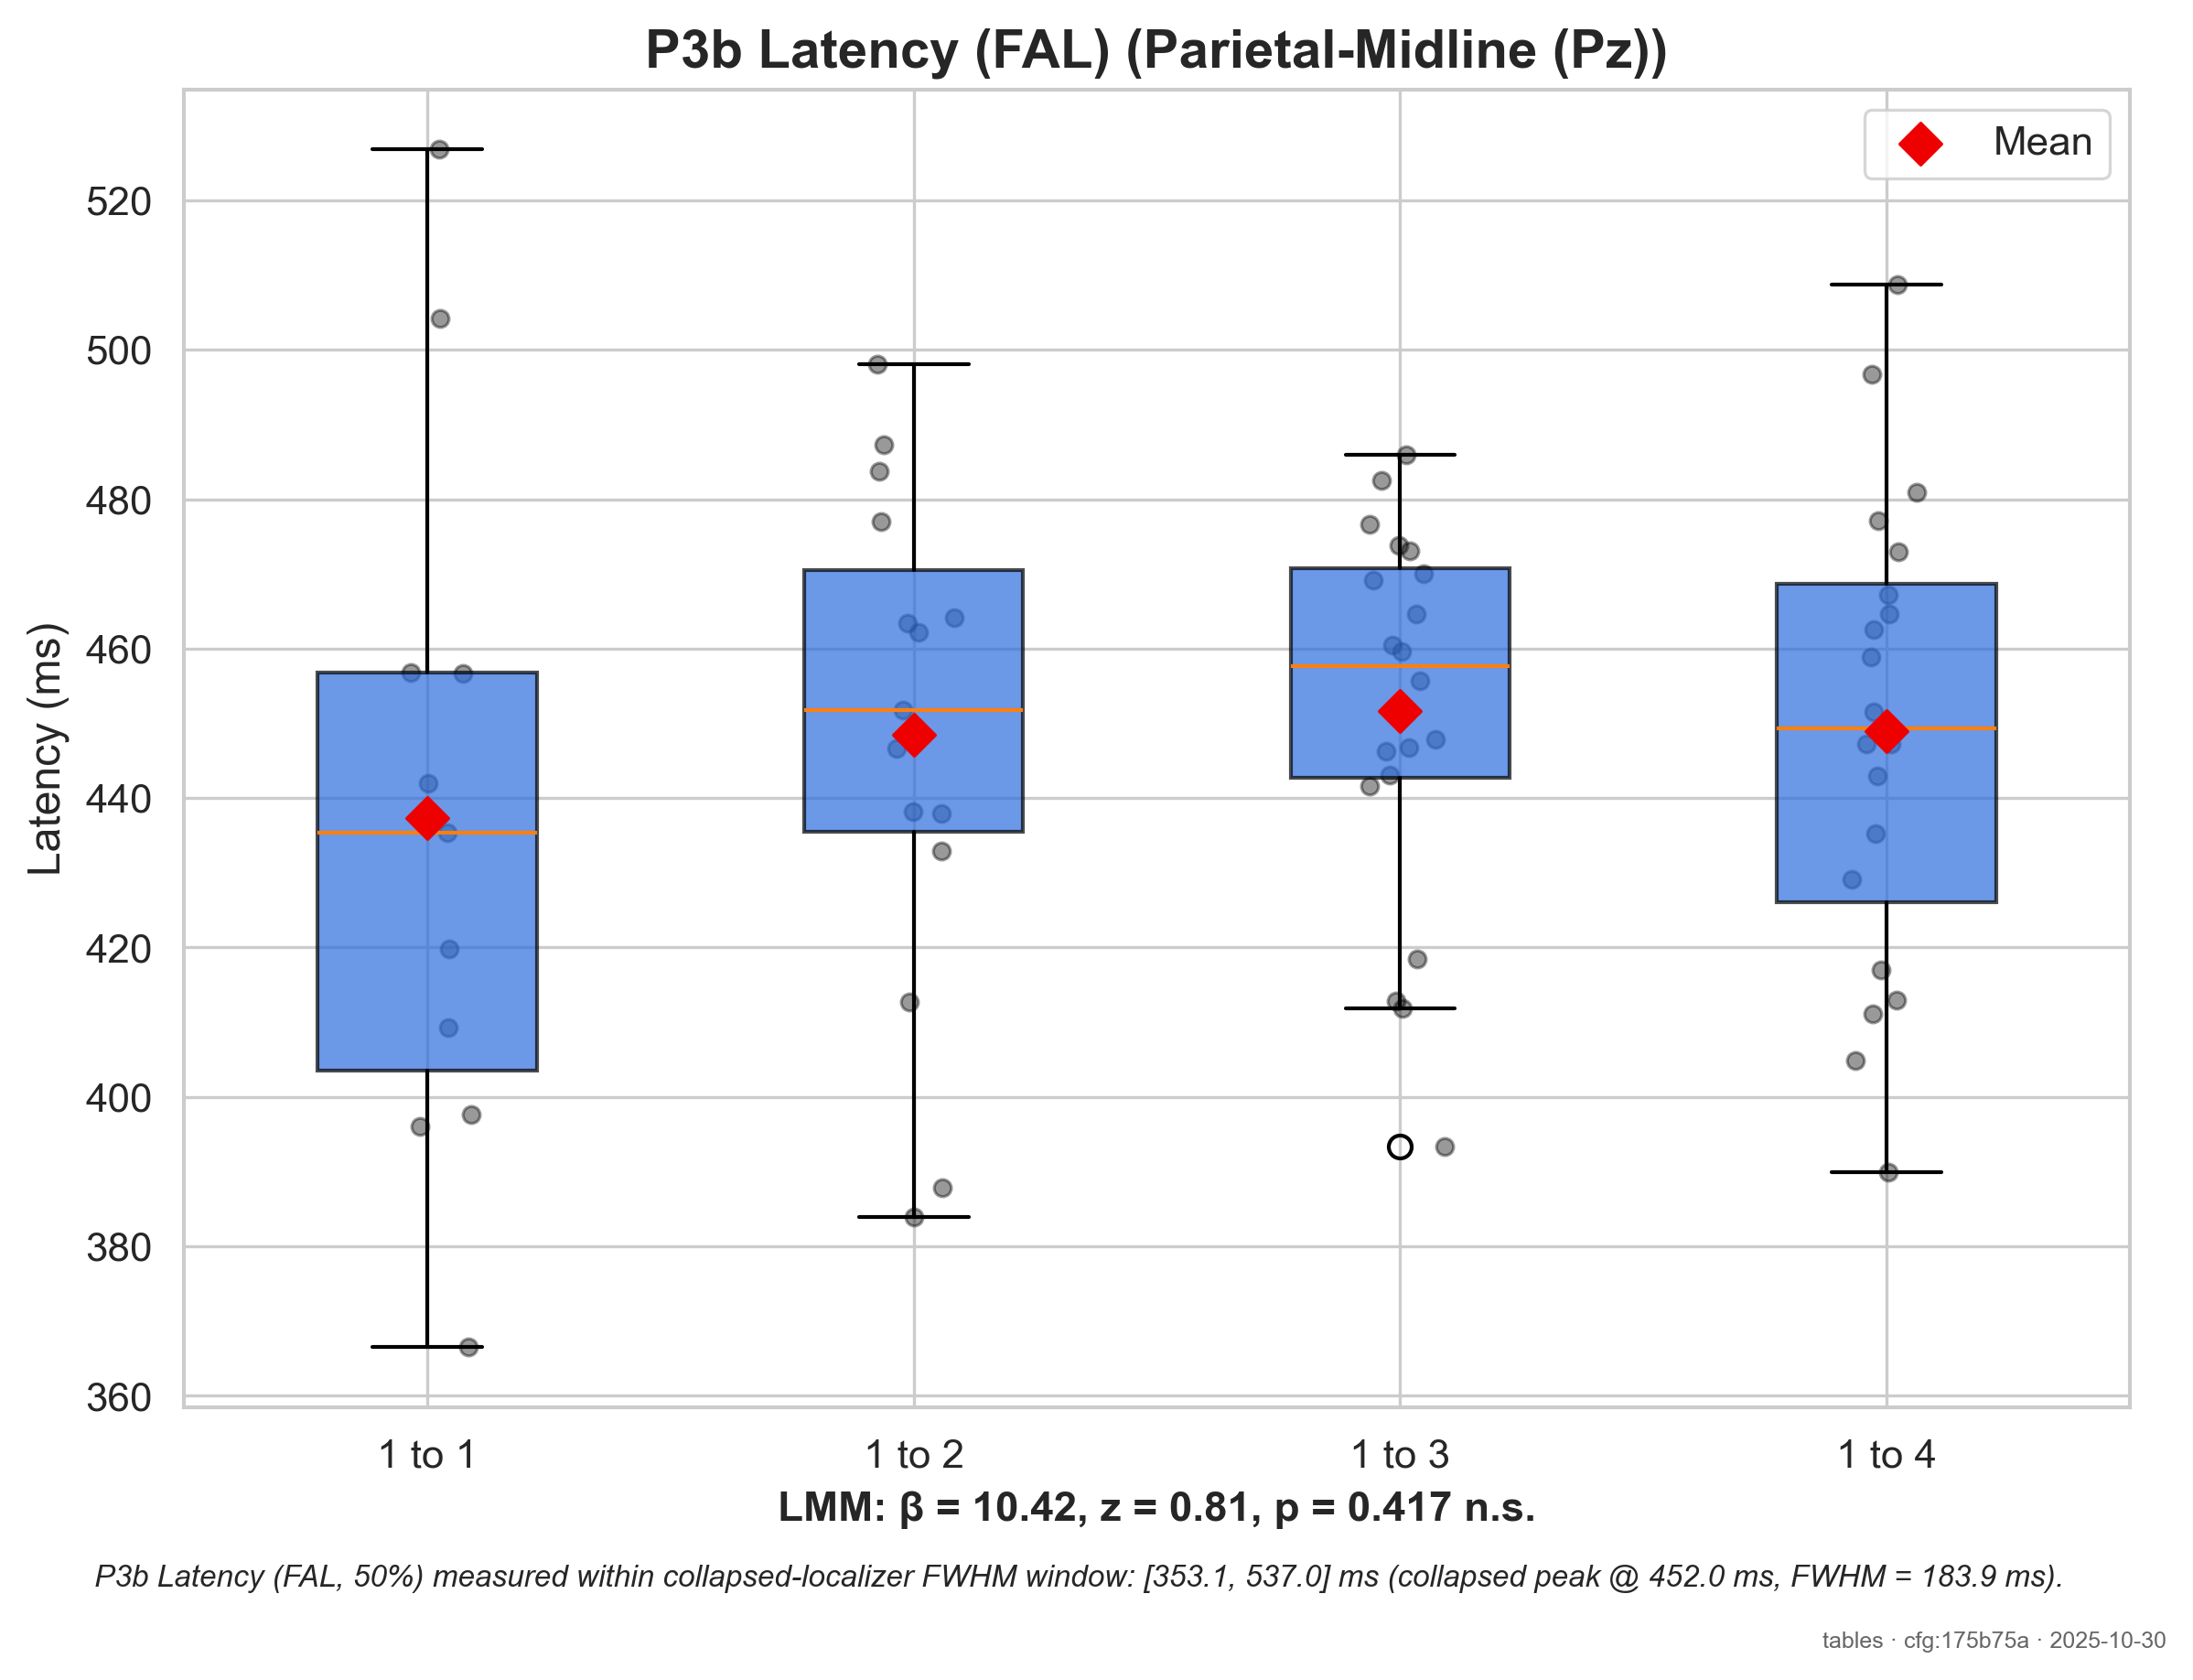 P3b Latency (FAL) (Parietal-Midline (Pz))
Mean
Latency (ms)
520
500
480
460
440
420
400
380
360
1 to 1
1 to 2
1 to 3
1 to 4
LMM: β = 10.42, z = 0.81, p = 0.417 n.s.
P3b Latency (FAL, 50%) measured within collapsed-localizer FWHM window: [353.1, 537.0] ms (collapsed peak @ 452.0 ms, FWHM = 183.9 ms).
tables · cfg:175b75a · 2025-10-30